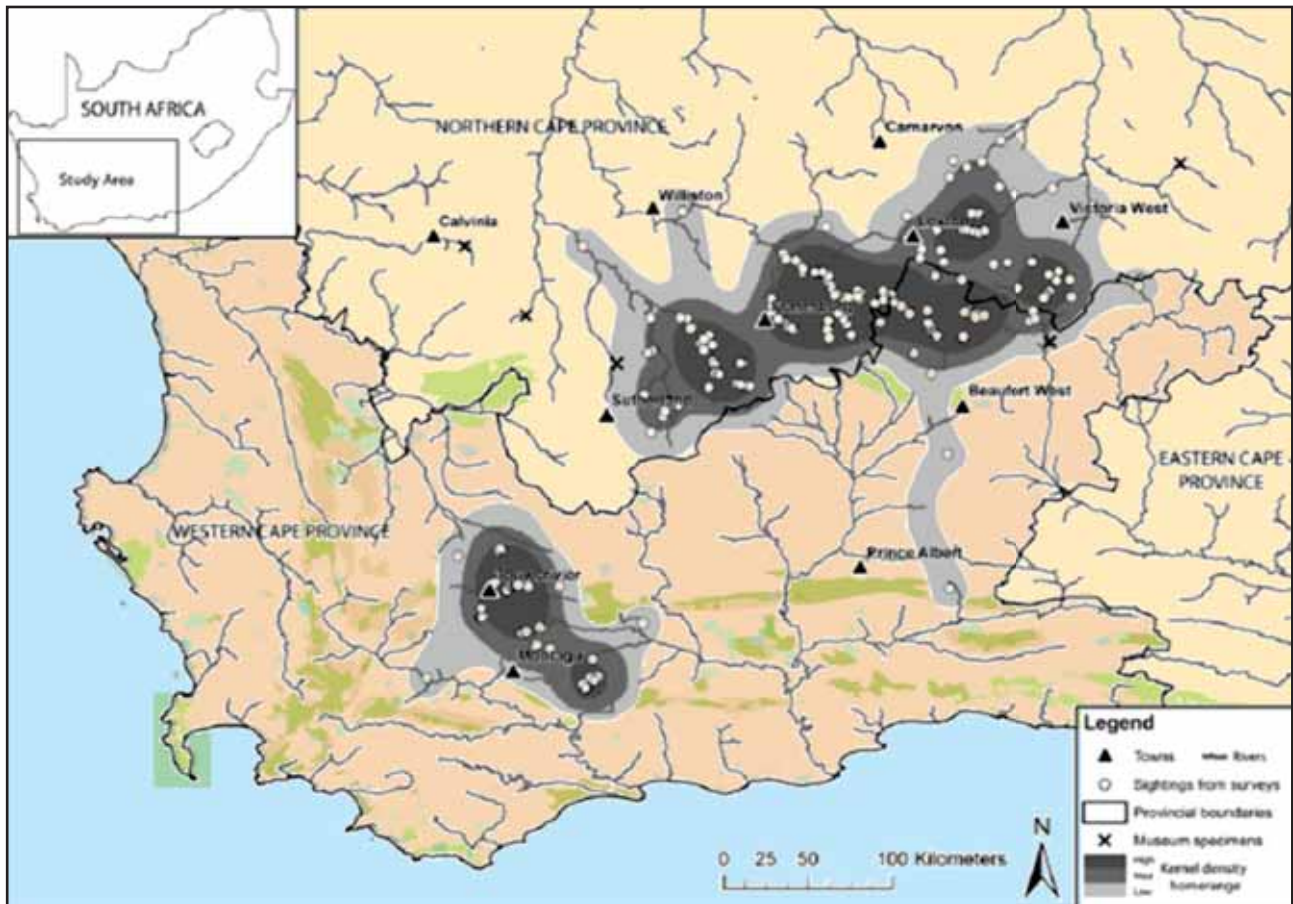 SOUTH AFRICA
Study Area
NORTHERN CAPE PROVINCE
Carnarvon
Williston
Calvinia
Victoria West
Beaufort West
EASTERN CAPE
PROVINCE
WESTERN CAPE PROVINCE
Prince Albert
Legend
Towns
Rivers
Sightings from surveys
Provincial boundaries
Museum specimens
High
Med
Low
Kernel density
homerange
N
0 25 50 100 Kilometers